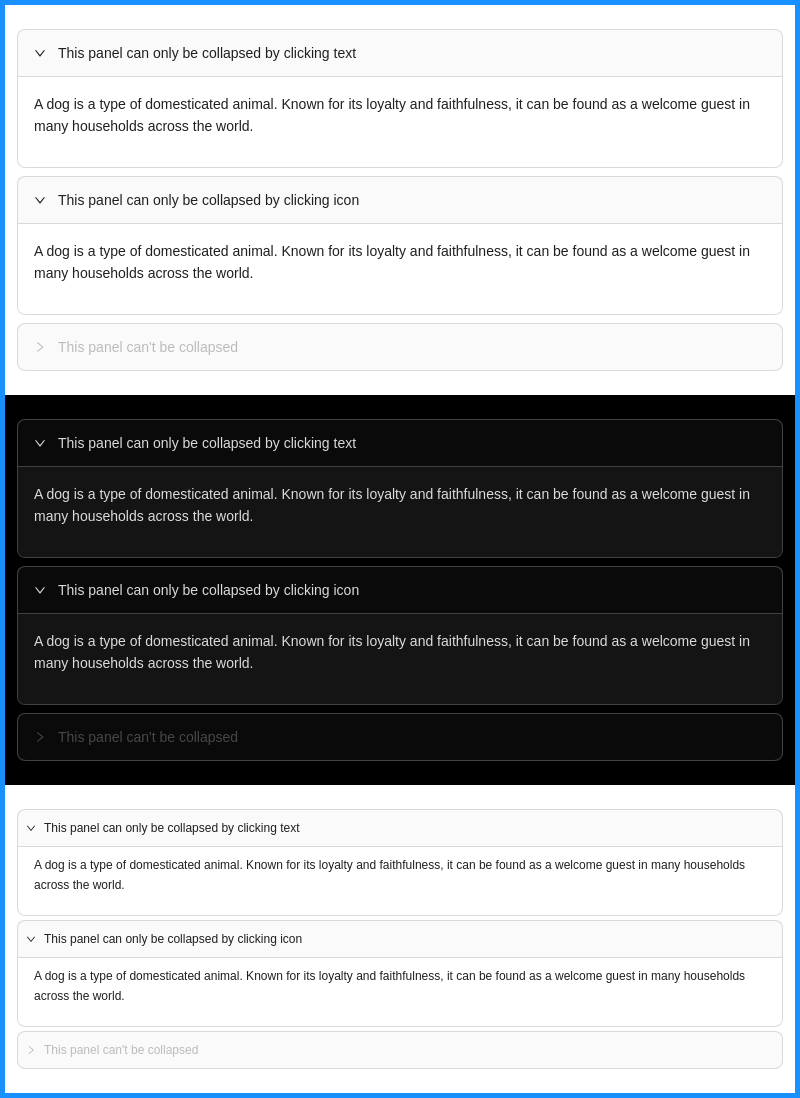 This panel can only be collapsed by clicking text
A dog is a type of domesticated animal. Known for its loyalty and faithfulness, it can be found as a welcome guest in
many households across the world.
This panel can only be collapsed by clicking icon
A dog is a type of domesticated animal. Known for its loyalty and faithfulness, it can be found as a welcome guest in
many households across the world.
This panel can't be collapsed
This panel can only be collapsed by clicking text
A dog is a type of domesticated animal. Known for its loyalty and faithfulness, it can be found as a welcome guest in
many households across the world.
This panel can only be collapsed by clicking icon
A dog is a type of domesticated animal. Known for its loyalty and faithfulness, it can be found as a welcome guest in
many households across the world.
This panel can't be collapsed
This panel can only be collapsed by clicking text
A dog is a type of domesticated animal. Known for its loyalty and faithfulness, it can be found as a welcome guest in many households
across the world.
This panel can only be collapsed by clicking icon
A dog is a type of domesticated animal. Known for its loyalty and faithfulness, it can be found as a welcome guest in many households
across the world.
This panel can't be collapsed